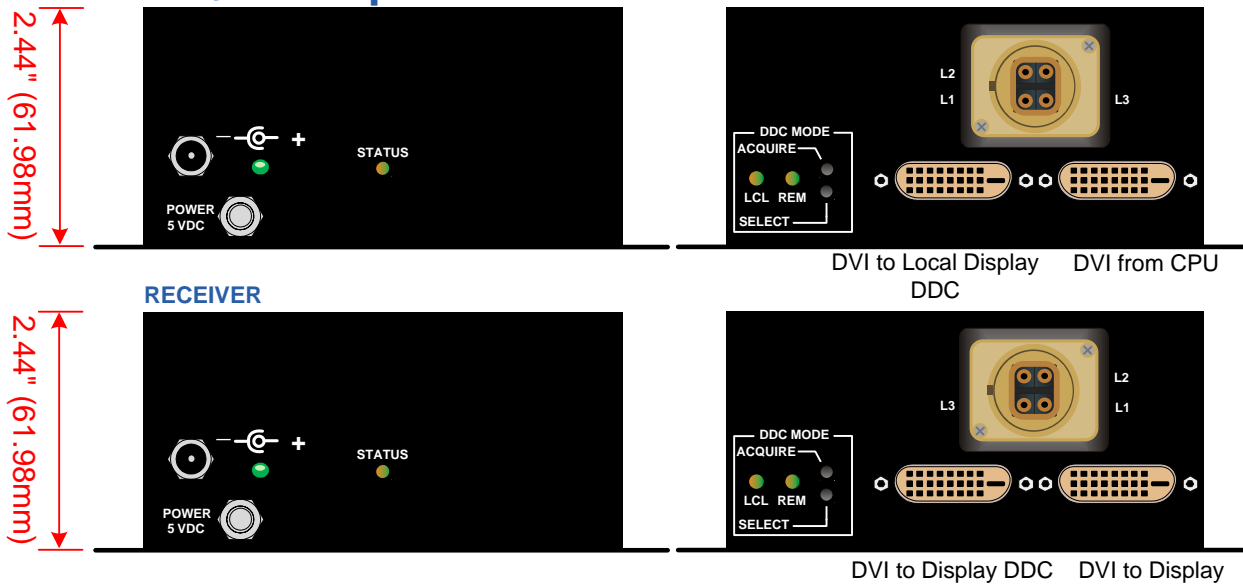 2.44" (61.98mm)
− +
STATUS
POWER
5 VDC
L2
L1
L3
DDC MODE
ACQUIRE
LCL REM
SELECT
DVI to Local Display
DDC
DVI from CPU
RECEIVER
2.44" (61.98mm)
− +
STATUS
POWER
5 VDC
L2
L3
L1
DDC MODE
ACQUIRE
LCL REM
SELECT
DVI to Display DDC
DVI to Display